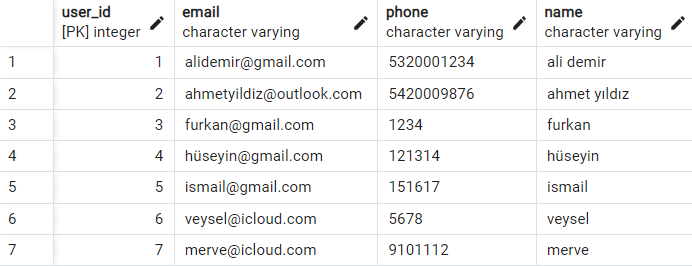 user_id email phone name
[PK] integer character varying character varying character varying
1 1 alidemir@gmail.com 5320001234 ali demir
2 2 ahmetyildiz@outlook.com 5420009876 ahmet yıldız
3 3 furkan@gmail.com 1234 furkan
4 4 hüseyin@gmail.com 121314 hüseyin
5 5 ismail@gmail.com 151617 ismail
6 6 veysel@icloud.com 5678 veysel
7 7 merve@icloud.com 9101112 merve